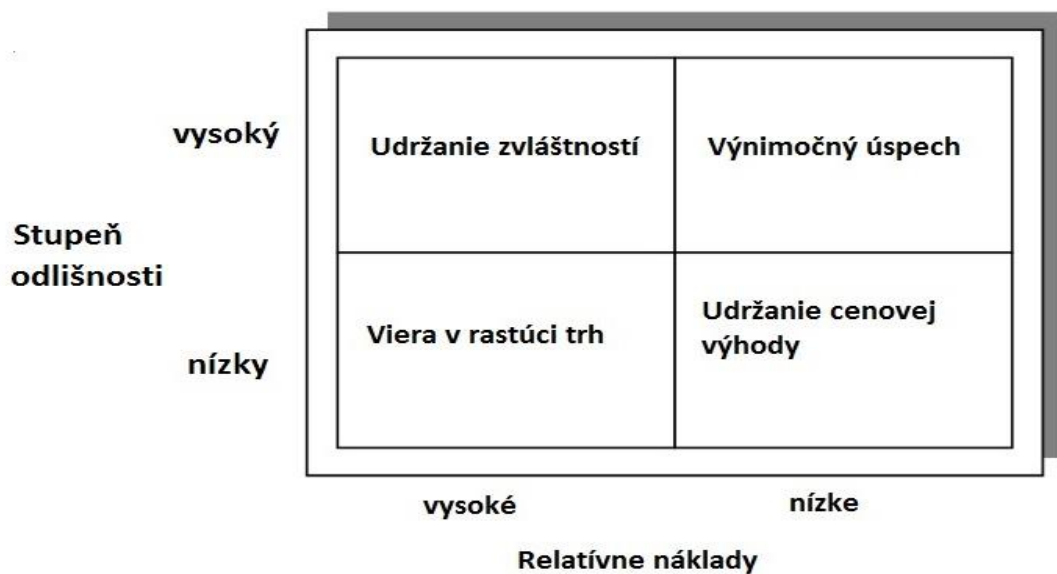 vysoký
Udržanie zvláštností
Výnimočný úspech
Stupeň
odlišnosti
nízky
Viera v rastúci trh
Udržanie cenovej
výhody
vysoké
nízke
Relatívne náklady